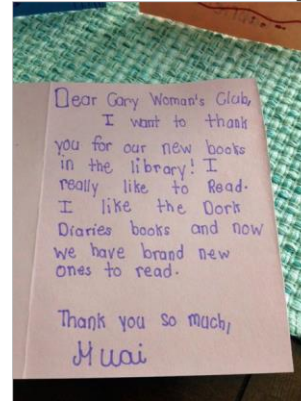 Dear Gary Woman's Club,
I want to thank
you for our new books
in the library! I
really like to Read.
I like the Dork
Diaries books and now
we have brand new
ones to read.
Thank you so much,
Muai